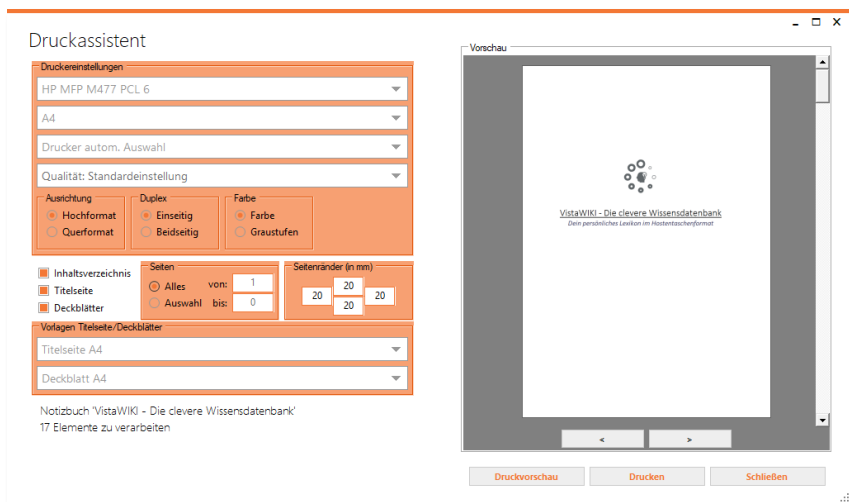 Druckassistent
Druckereinstellungen
HP MFP M477 PCL 6
A4
Drucker autom. Auswahl
Qualität: Standardeinstellung
Ausrichtung
Hochformat
Querformat
Duplex
Einseitig
Beidseitig
Farbe
Farbe
Graustufen
Inhaltsverzeichnis
Titelseite
Deckblätter
Seiten
Alles von: 1
Auswahl bis: 0
Seitenränder (in mm)
20
20 20
20
Vorlagen Titelseite/Deckblätter
Titelseite A4
Deckblatt A4
Notizbuch 'VistaWIKI - Die clevere Wissensdatenbank'
17 Elemente zu verarbeiten
Vorschau
VistaWIKI - Die clevere Wissensdatenbank
Dein persönliches Lexikon im Hostentaschenformat
< >
Druckvorschau Drucken Schließen